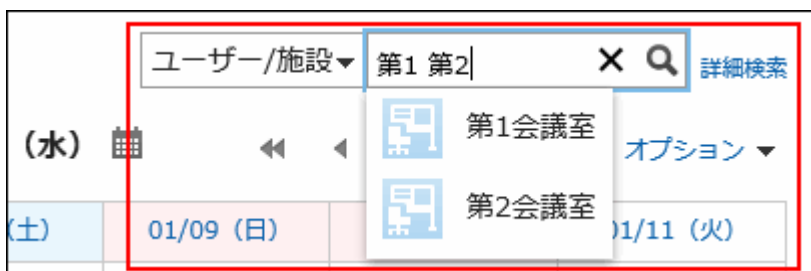 ユーザー/施設▼ 第1 第2 × 詳細検索
第1会議室
(水) オプション ▼
第2会議室
(土) 01/09 (日) 01/11 (火)